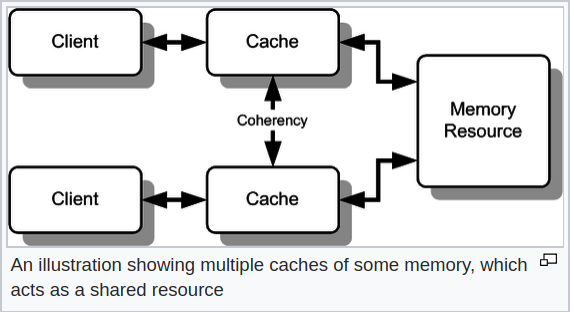 Client
Cache
Memory
Resource
Coherency
Client
Cache
An illustration showing multiple caches of some memory, which
acts as a shared resource